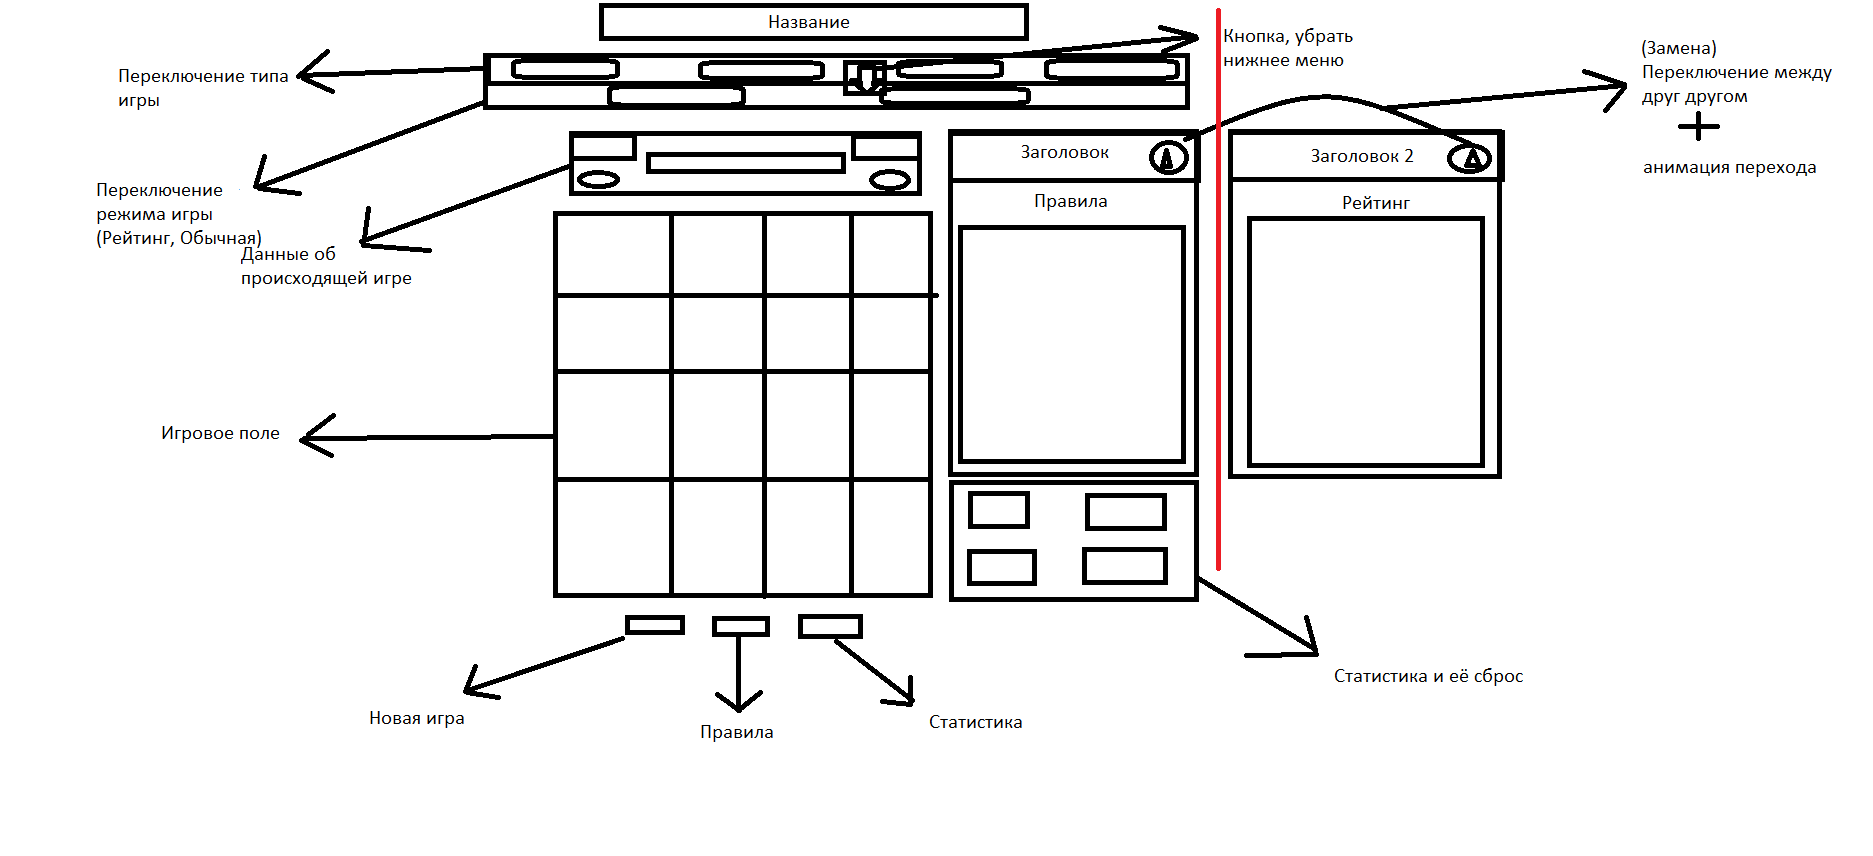 Название
Кнопка, убрать
нижнее меню
(Замена)
Переключение между
друг другом
анимация перехода
Переключение типа
игры
Переключение
режима игры
(Рейтинг, Обычная)
Данные об
происходящей игре
Заголовок
Правила
Заголовок 2
Рейтинг
Игровое поле
Статистика и её сброс
Новая игра
Правила
Статистика